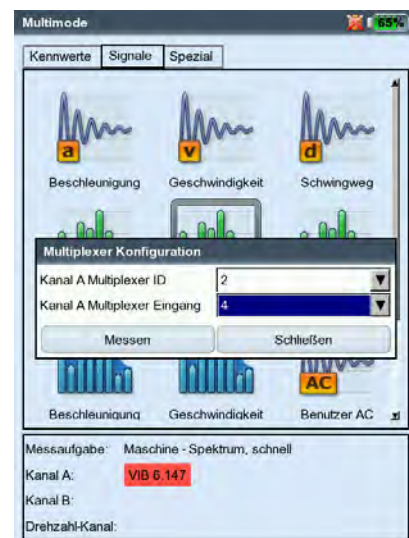 Multimode
65%
Kennwerte Signale Spezial
a v d
Beschleunigung Geschwindigkeit Schwingweg
Multiplexer Konfiguration
Kanal A Multiplexer ID 2
Kanal A Multiplexer Eingang 4
Messen Schließen
AC
Beschleunigung Geschwindigkeit Benutzer AC
Messaufgabe: Maschine - Spektrum, schnell
Kanal A: VIB 6.147
Kanal B:
Drehzahl-Kanal: